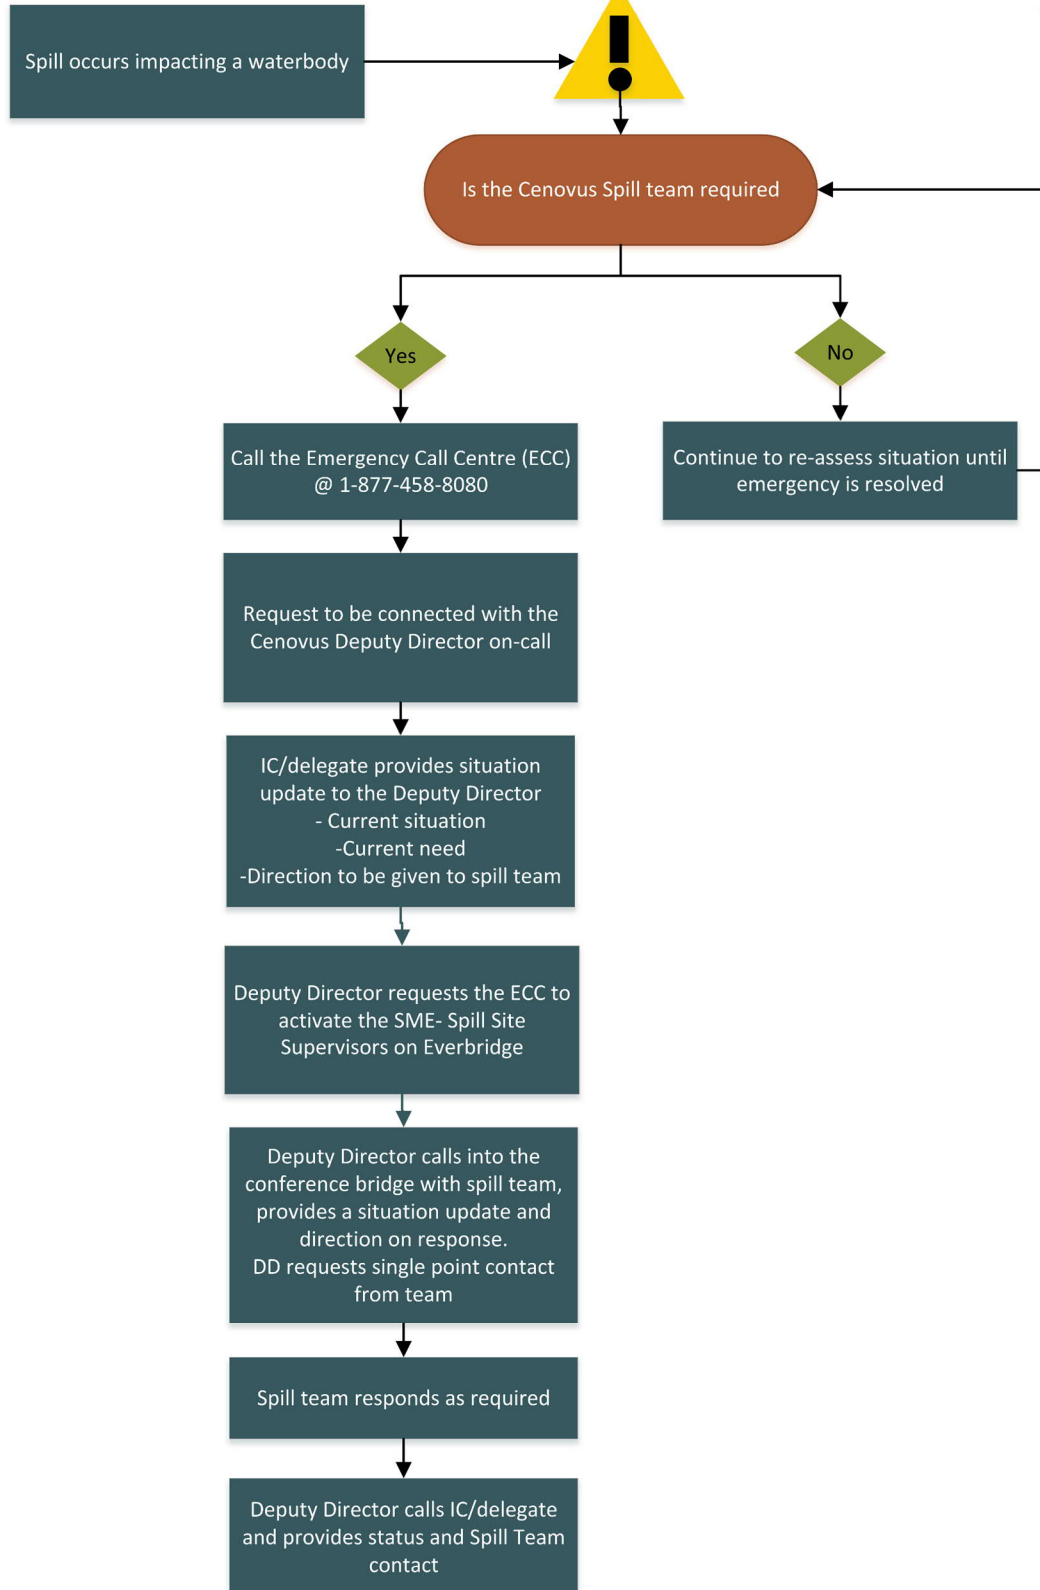 Spill occurs impacting a waterbody
Is the Cenovus Spill team required
Yes
No
Call the Emergency Call Centre (ECC)
@ 1-877-458-8080
Continue to re-assess situation until
emergency is resolved
Request to be connected with the
Cenovus Deputy Director on-call
IC/delegate provides situation
update to the Deputy Director
- Current situation
-Current need
-Direction to be given to spill team
Deputy Director requests the ECC to
activate the SME- Spill Site
Supervisors on Everbridge
Deputy Director calls into the
conference bridge with spill team,
provides a situation update and
direction on response.
DD requests single point contact
from team
Spill team responds as required
Deputy Director calls IC/delegate
and provides status and Spill Team
contact